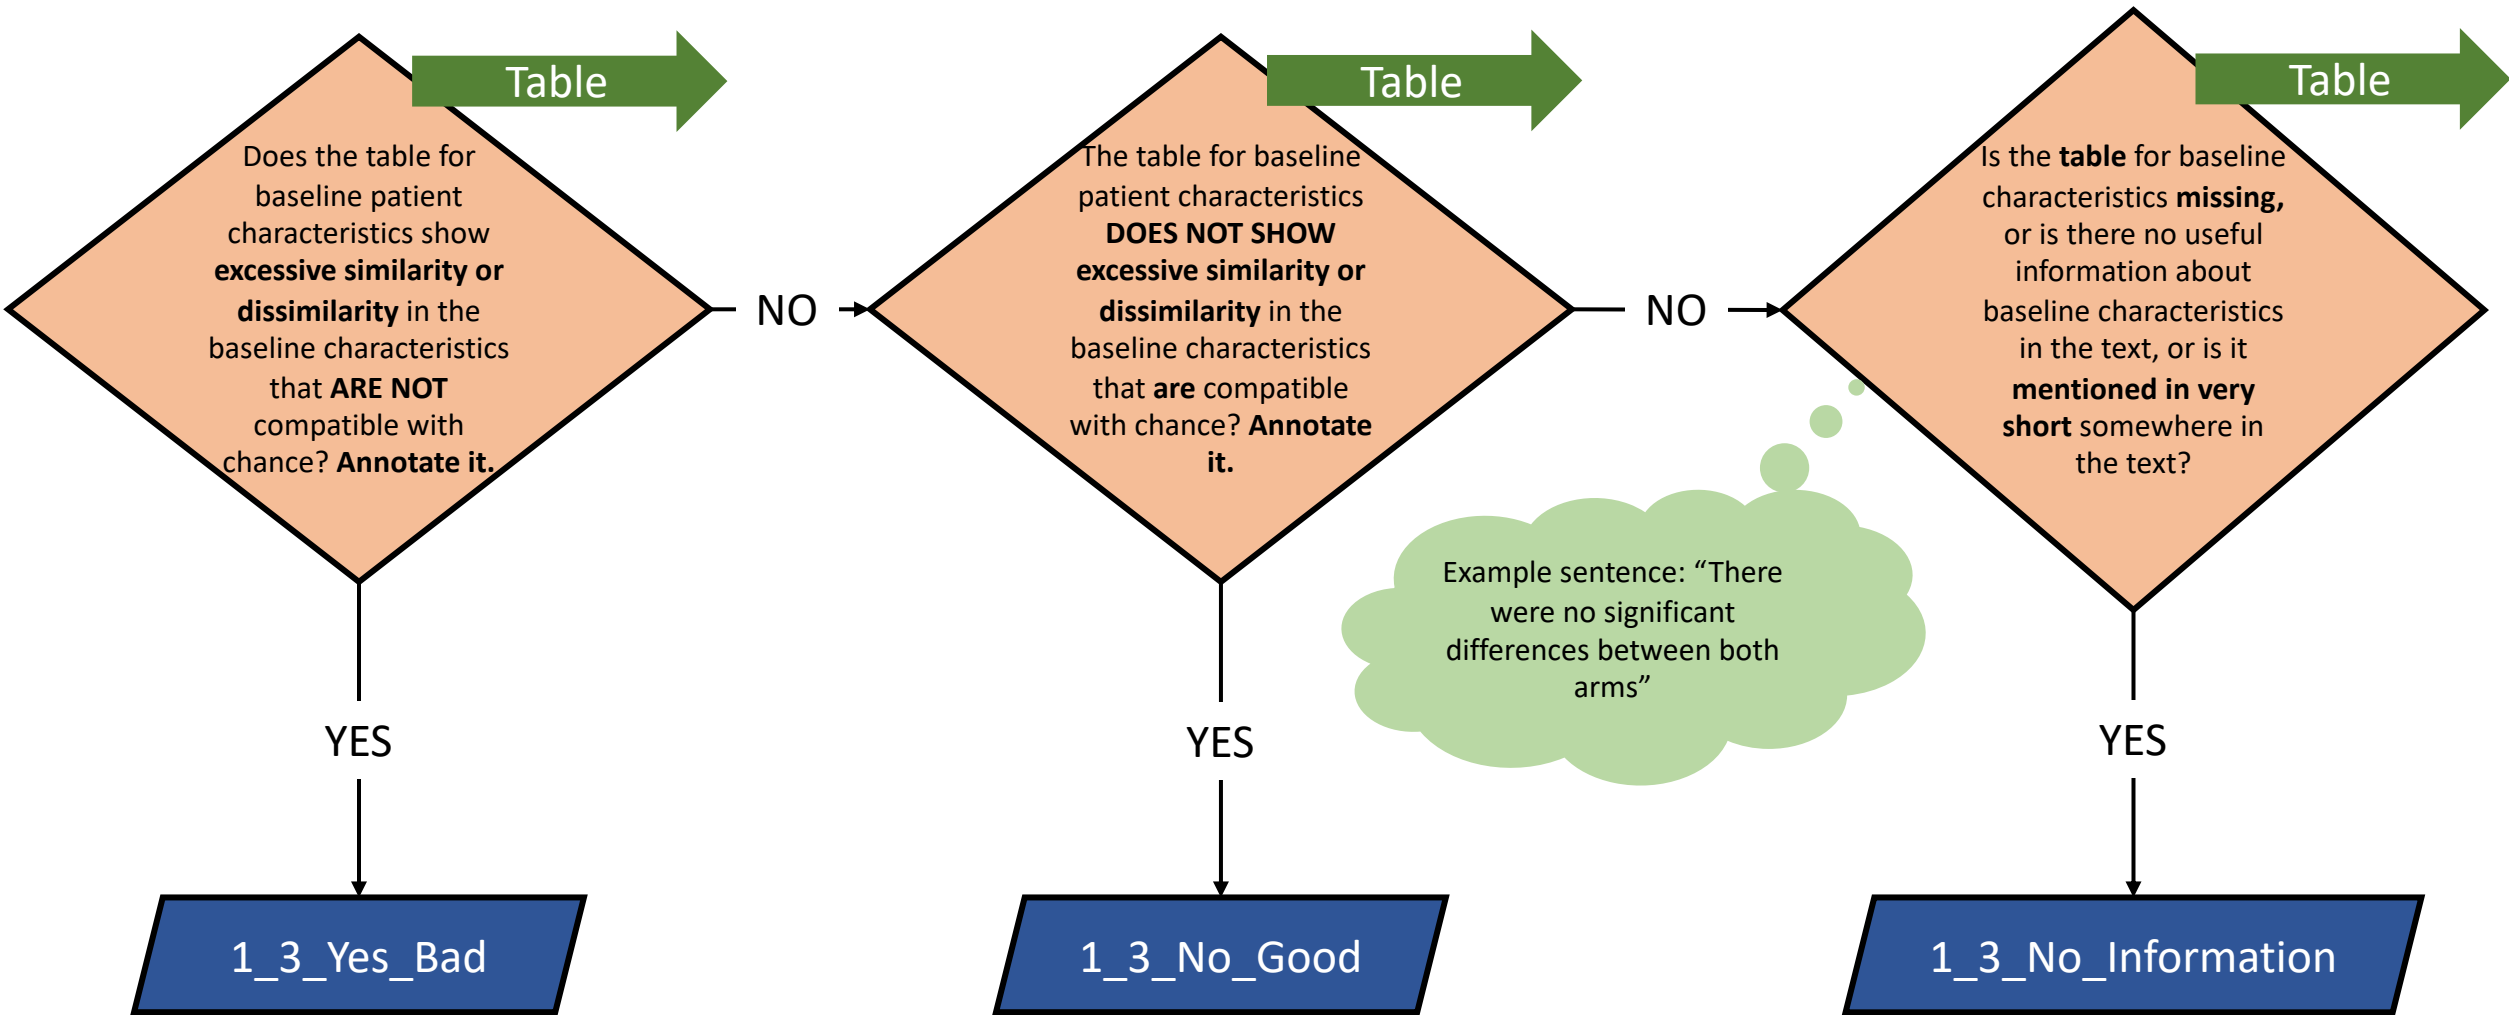 Table
Does the table for
baseline patient
characteristics show
excessive similarity or
dissimilarity in the
baseline characteristics
that ARE NOT
compatible with
chance? Annotate it.
NO
Table
The table for baseline
patient characteristics
DOES NOT SHOW
excessive similarity or
dissimilarity in the
baseline characteristics
that are compatible
with chance? Annotate
it.
NO
Table
Is the table for baseline
characteristics missing,
or is there no useful
information about
baseline characteristics
in the text, or is it
mentioned in very
short somewhere in
the text?
Example sentence: “There
were no significant
differences between both
arms”
YES
YES
YES
1_3_Yes_Bad
1_3_No_Good
1_3_No_Information